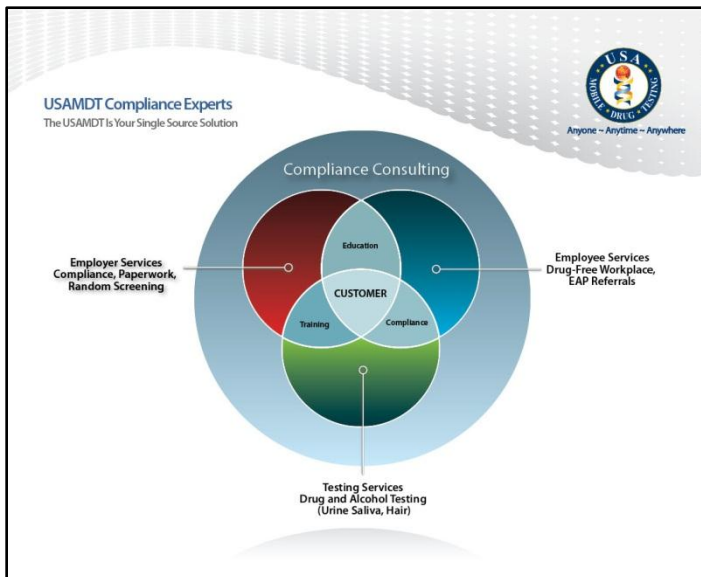 USAMDT Compliance Experts
The USAMDT Is Your Single Source Solution
USA
MOBILE • DRUG • TESTING
Anyone ~ Anytime ~ Anywhere
Compliance Consulting
Employer Services
Compliance, Paperwork,
Random Screening
Education
Employee Services
Drug-Free Workplace,
EAP Referrals
CUSTOMER
Training
Compliance
Testing Services
Drug and Alcohol Testing
(Urine Saliva, Hair)